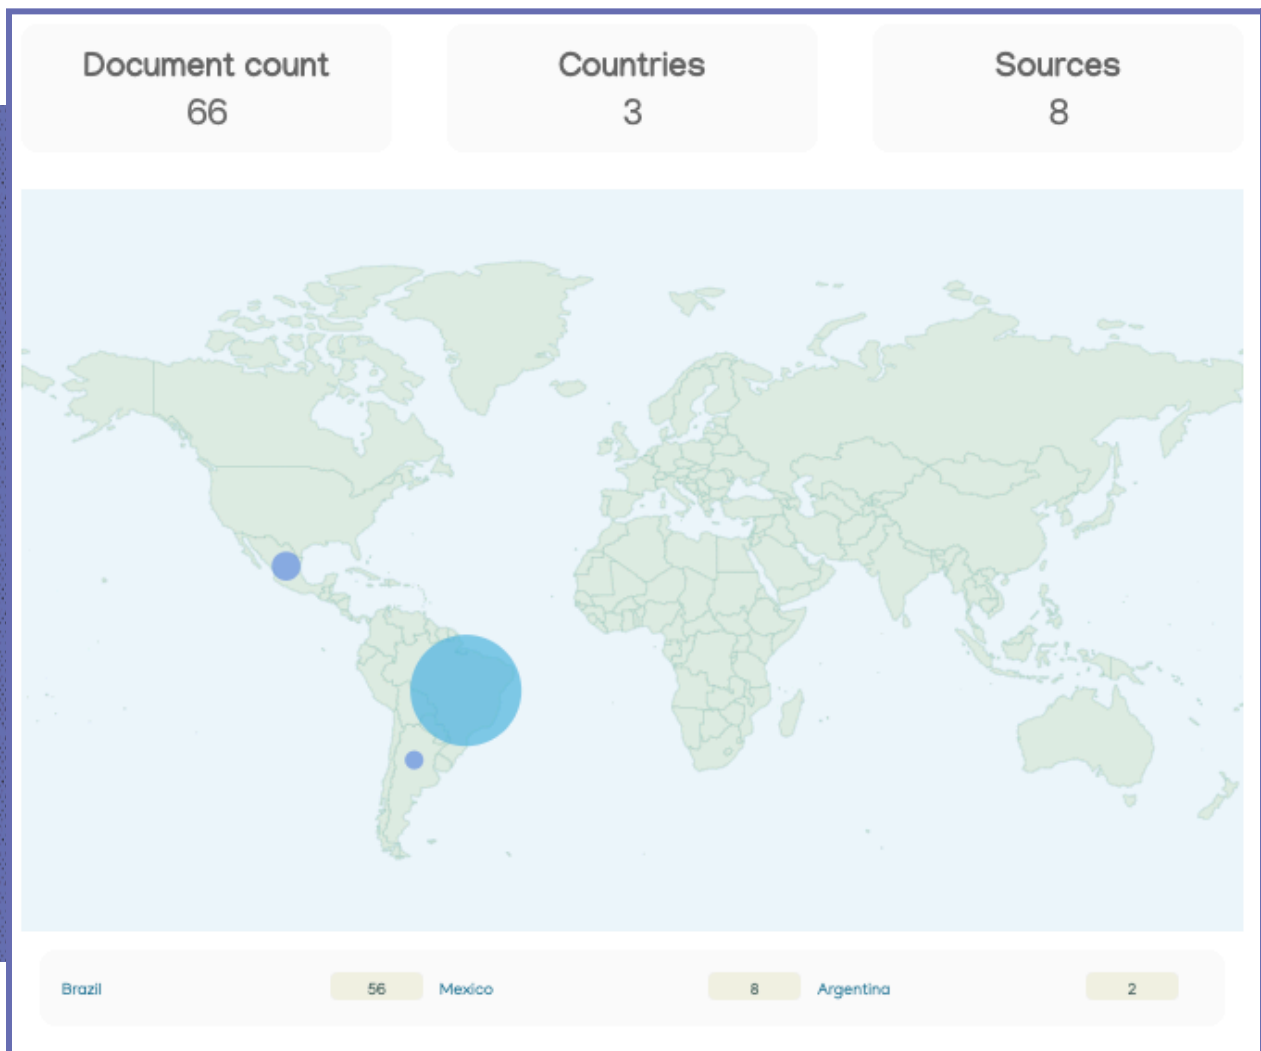 Document count
66
Countries
3
Sources
8
Brazil 56 Mexico 8 Argentina 2